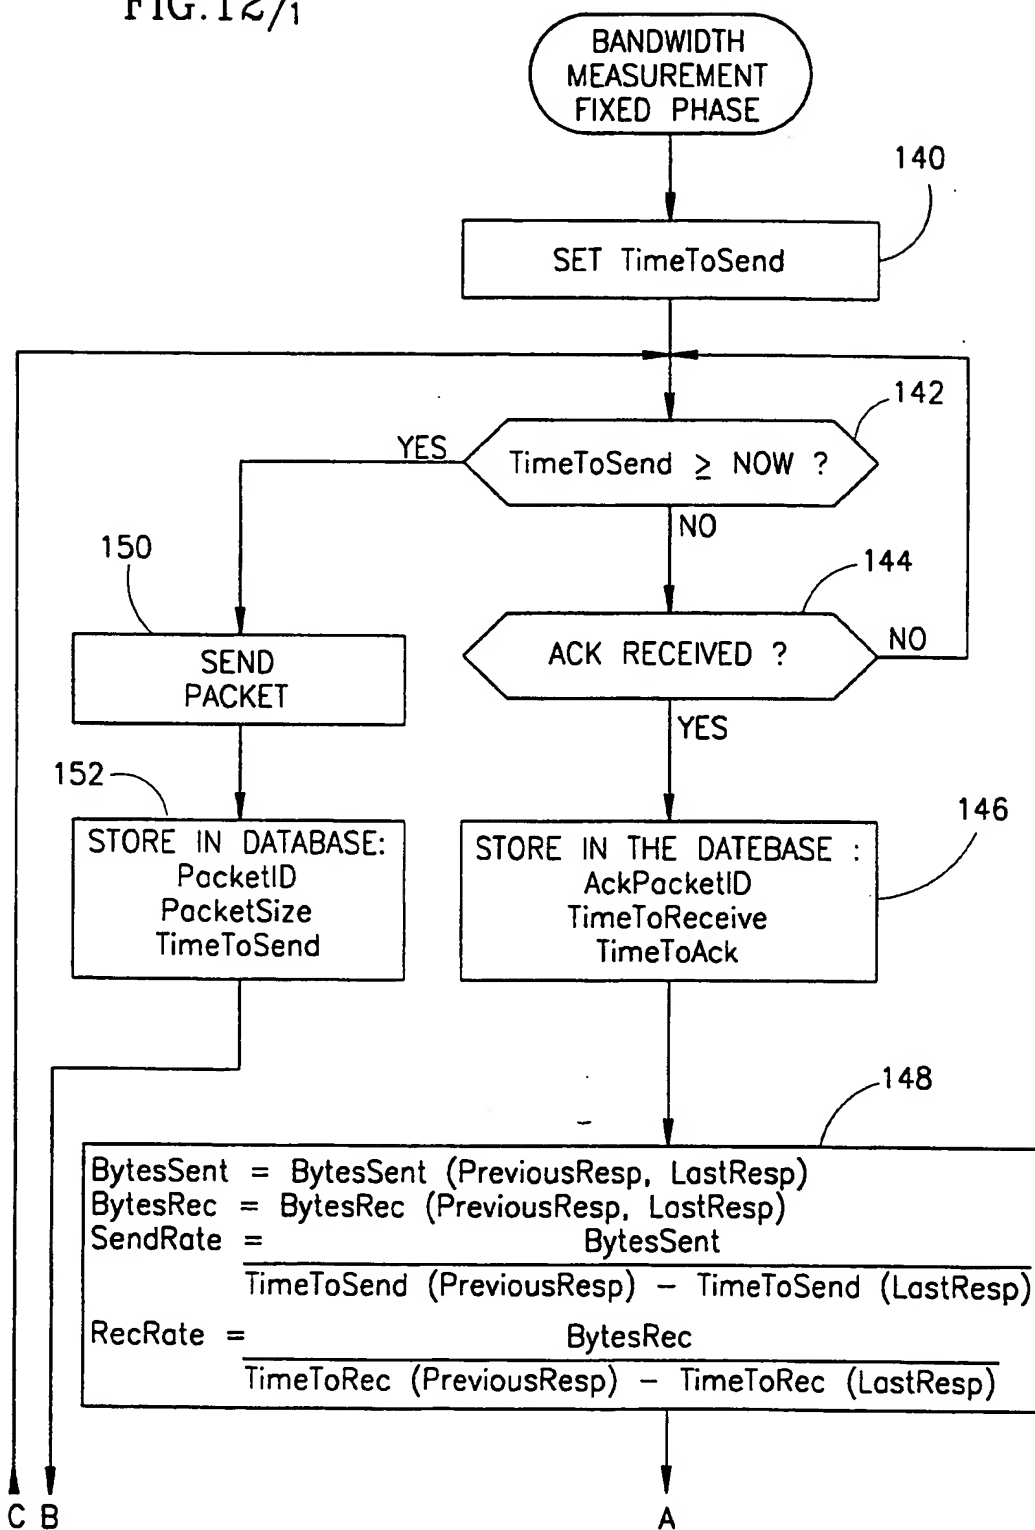 FIG.12/1
BANDWIDTH
MEASUREMENT
FIXED PHASE
140
SET TimeToSend
142
TimeToSend ≥ NOW ?
YES
NO
150
144
SEND
PACKET
ACK RECEIVED ?
NO
YES
152
146
STORE IN DATABASE:
PacketID
PacketSize
TimeToSend
STORE IN THE DATEBASE :
AckPacketID
TimeToReceive
TimeToAck
148
BytesSent = BytesSent (PreviousResp, LastResp)
BytesRec = BytesRec (PreviousResp, LastResp)
SendRate = BytesSent
TimeToSend (PreviousResp) – TimeToSend (LastResp)
RecRate = BytesRec
TimeToRec (PreviousResp) – TimeToRec (LastResp)
C B A